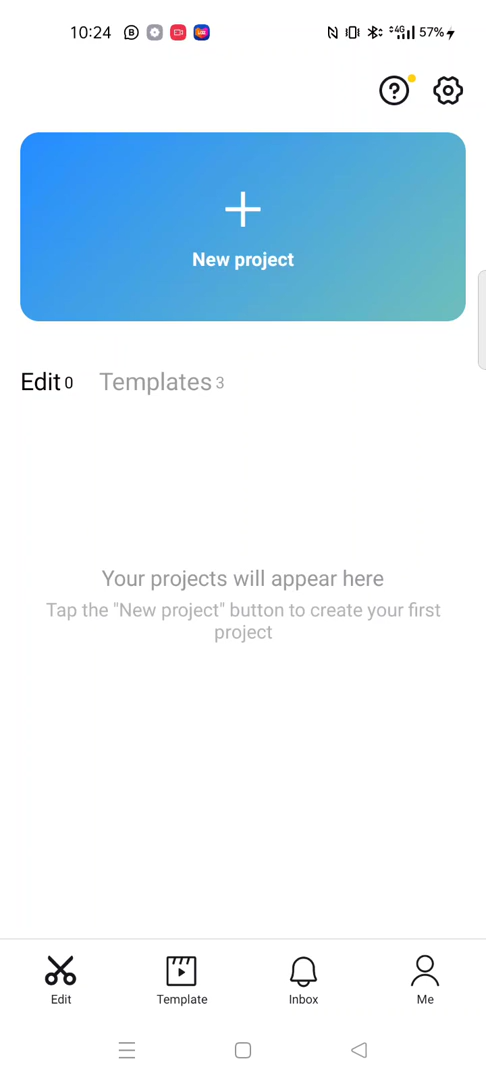 10:24
4G 57%
New project
Edit 0 Templates 3
Your projects will appear here
Tap the "New project" button to create your first
project
Edit Template Inbox Me